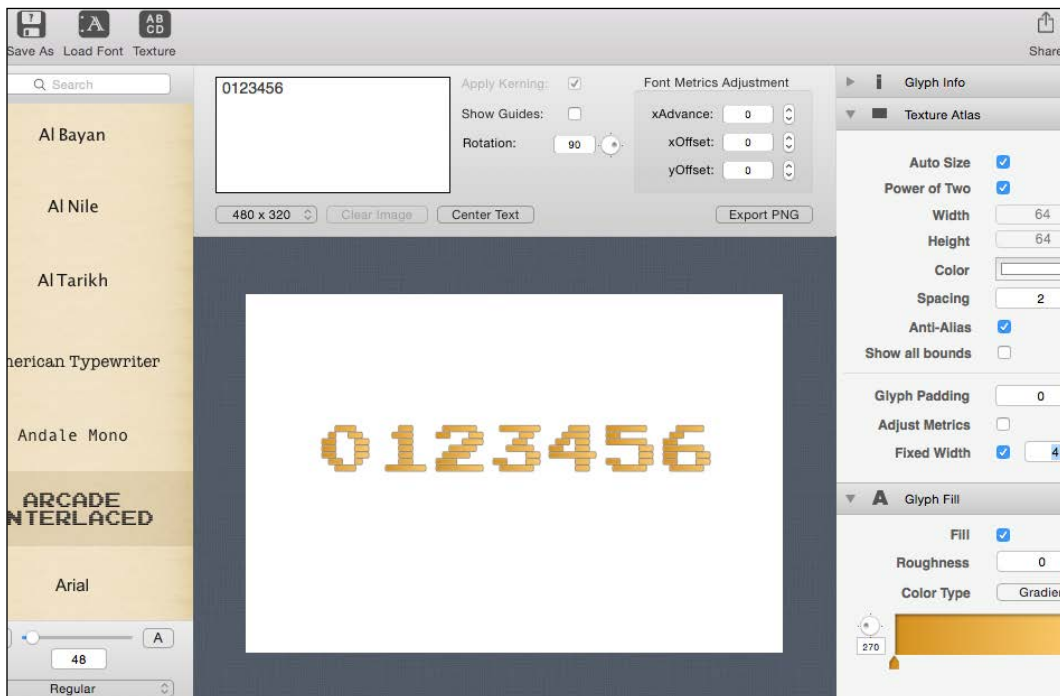 Save As Load Font Texture
Share
Search
Al Bayan
Al Nile
Al Tarikh
American Typewriter
Andale Mono
ARCADE
INTERLACED
Arial
A
48
Regular
0123456
Apply Kerning:
Show Guides:
Rotation: 90
Font Metrics Adjustment
xAdvance: 0
xOffset: 0
yOffset: 0
480 x 320 Clear Image Center Text Export PNG
0123456
Glyph Info
Texture Atlas
Auto Size
Power of Two
Width 64
Height 64
Color
Spacing 2
Anti-Alias
Show all bounds
Glyph Padding 0
Adjust Metrics
Fixed Width 4
Glyph Fill
Fill
Roughness 0
Color Type Gradien
270